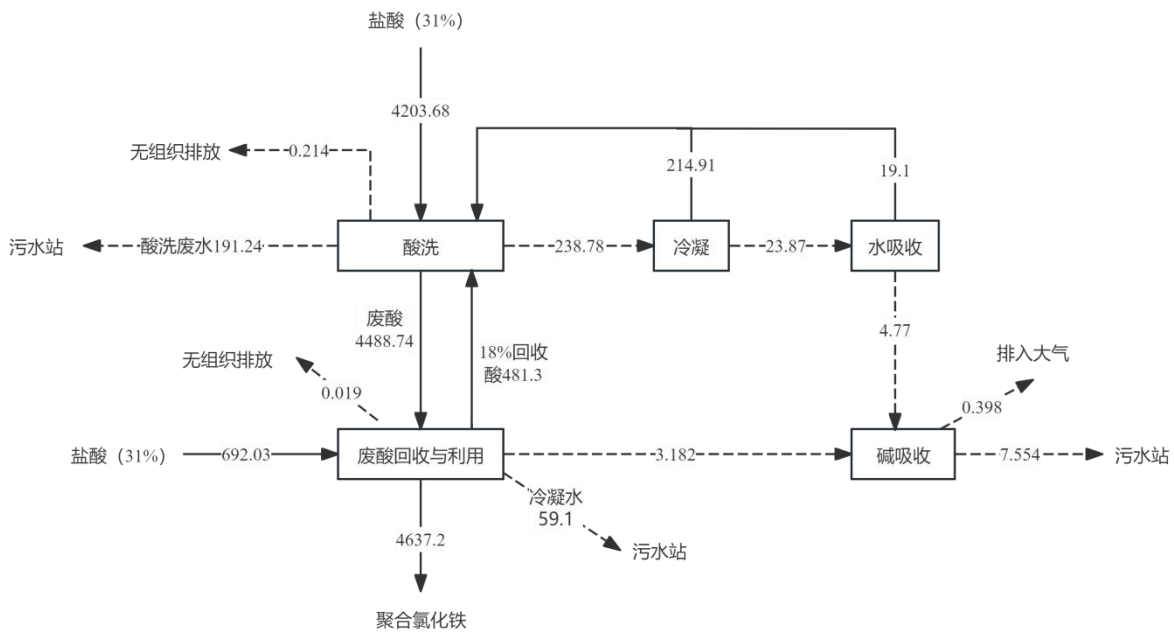 盐酸（31%）
4203.68
无组织排放
0.214
214.91
19.1
污水站
酸洗废水191.24
酸洗
238.78
冷凝
23.87
水吸收
废酸
4488.74
4.77
无组织排放
0.019
18%回收
酸481.3
排入大气
0.398
盐酸（31%）
692.03
废酸回收与利用
3.182
碱吸收
7.554
污水站
冷凝水
59.1
污水站
4637.2
聚合氯化铁